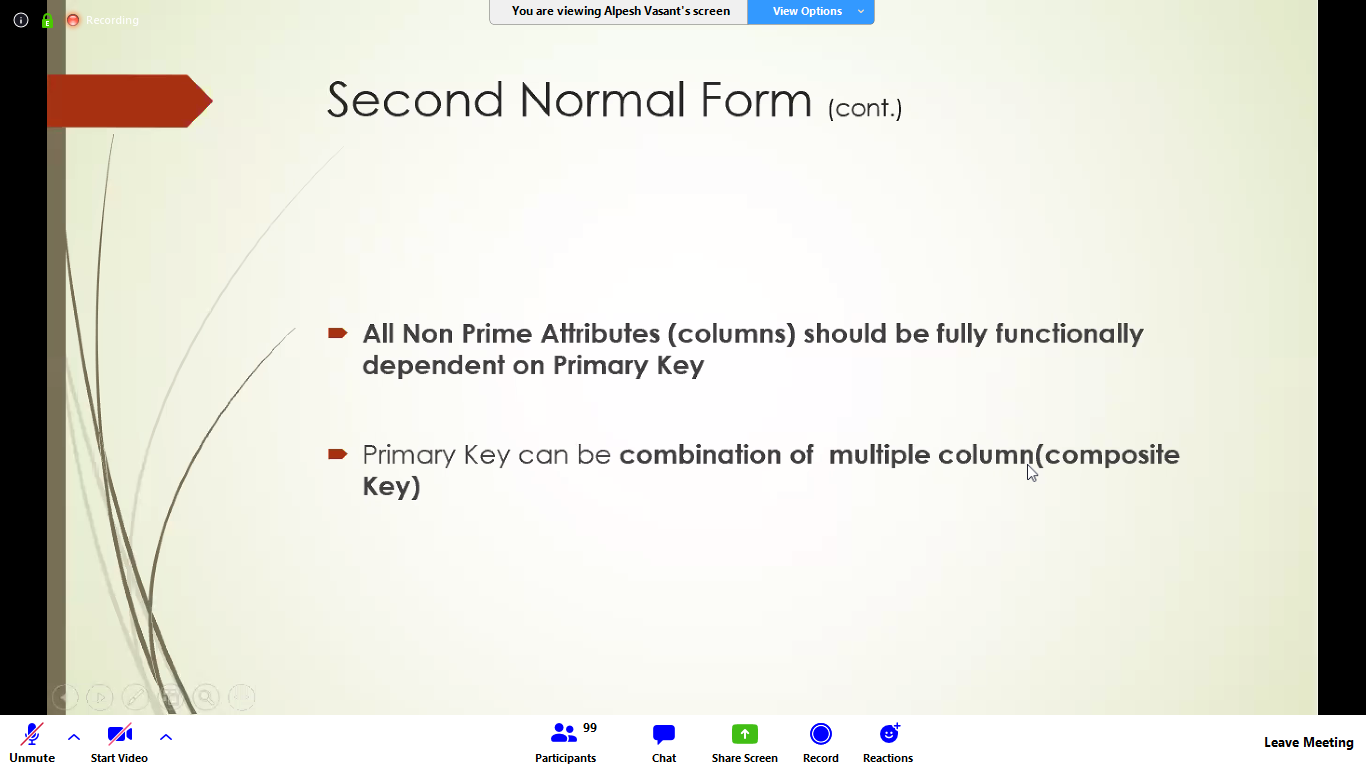 Recording
You are viewing Alpesh Vasant's screen
View Options
Second Normal Form (cont.)
All Non Prime Attributes (columns) should be fully functionally
dependent on Primary Key
Primary Key can be combination of multiple column(composite
Key)
Unmute
Start Video
Participants
99
Chat
Share Screen
Record
Reactions
Leave Meeting